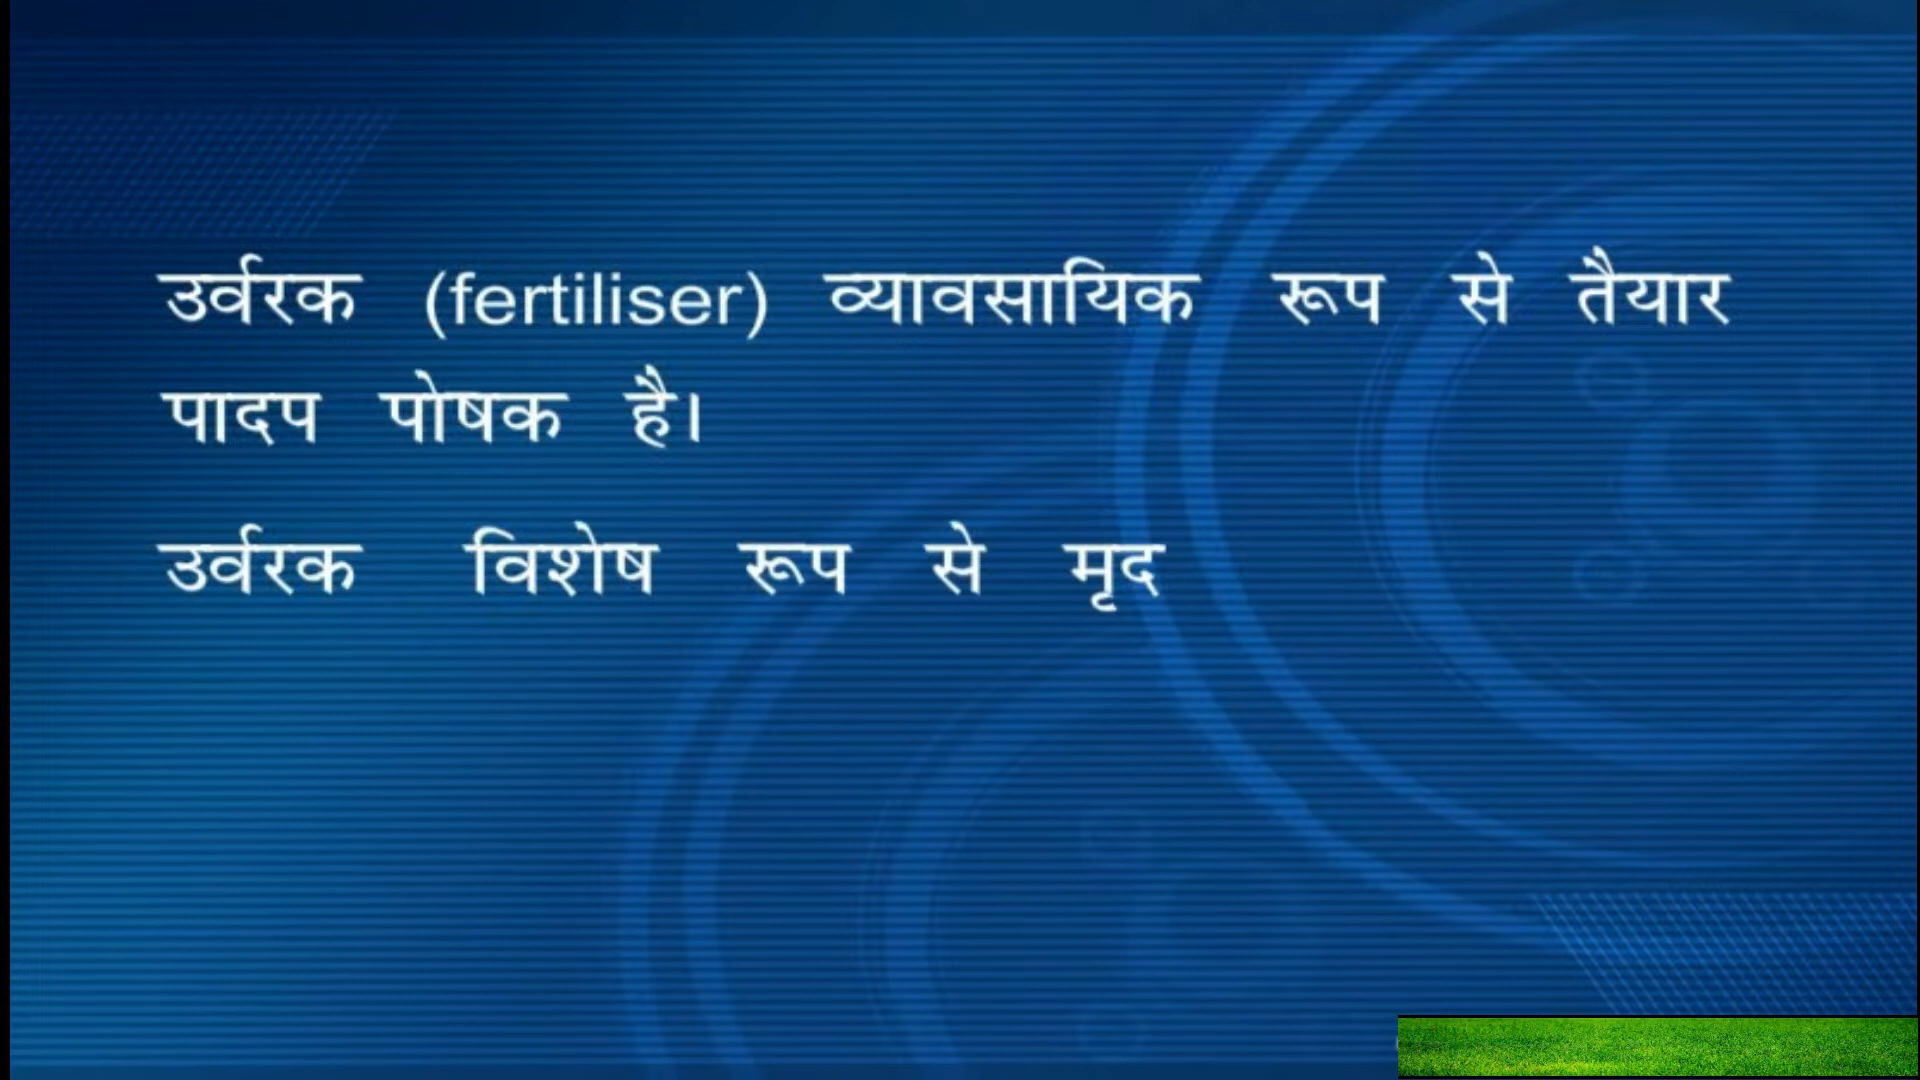 उर्वरक (fertiliser) व्यावसायिक रूप से तैयार
पादप पोषक है।
उर्वरक विशेष रूप से मृद